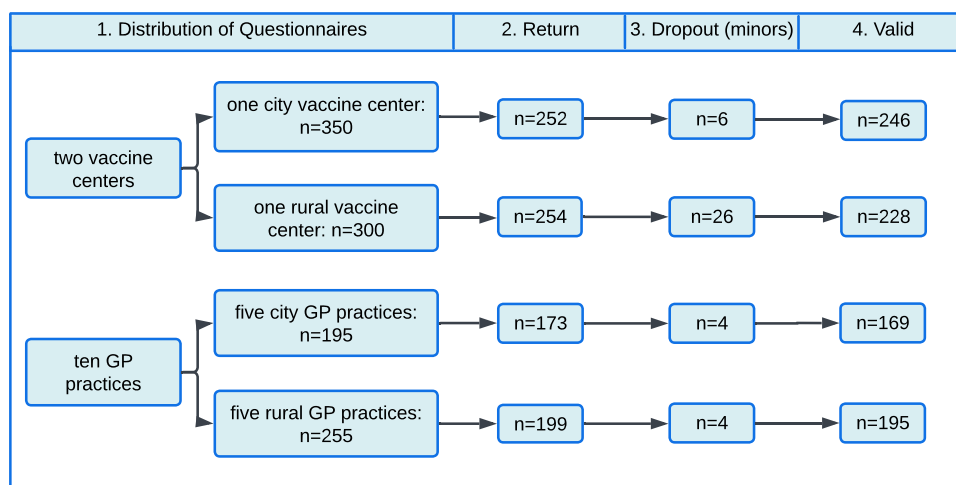 1. Distribution of Questionnaires
2. Return
3. Dropout (minors)
4. Valid
two vaccine
centers
one city vaccine center:
n=350
n=252
n=6
n=246
one rural vaccine
center: n=300
n=254
n=26
n=228
ten GP
practices
five city GP practices:
n=195
n=173
n=4
n=169
five rural GP practices:
n=255
n=199
n=4
n=195